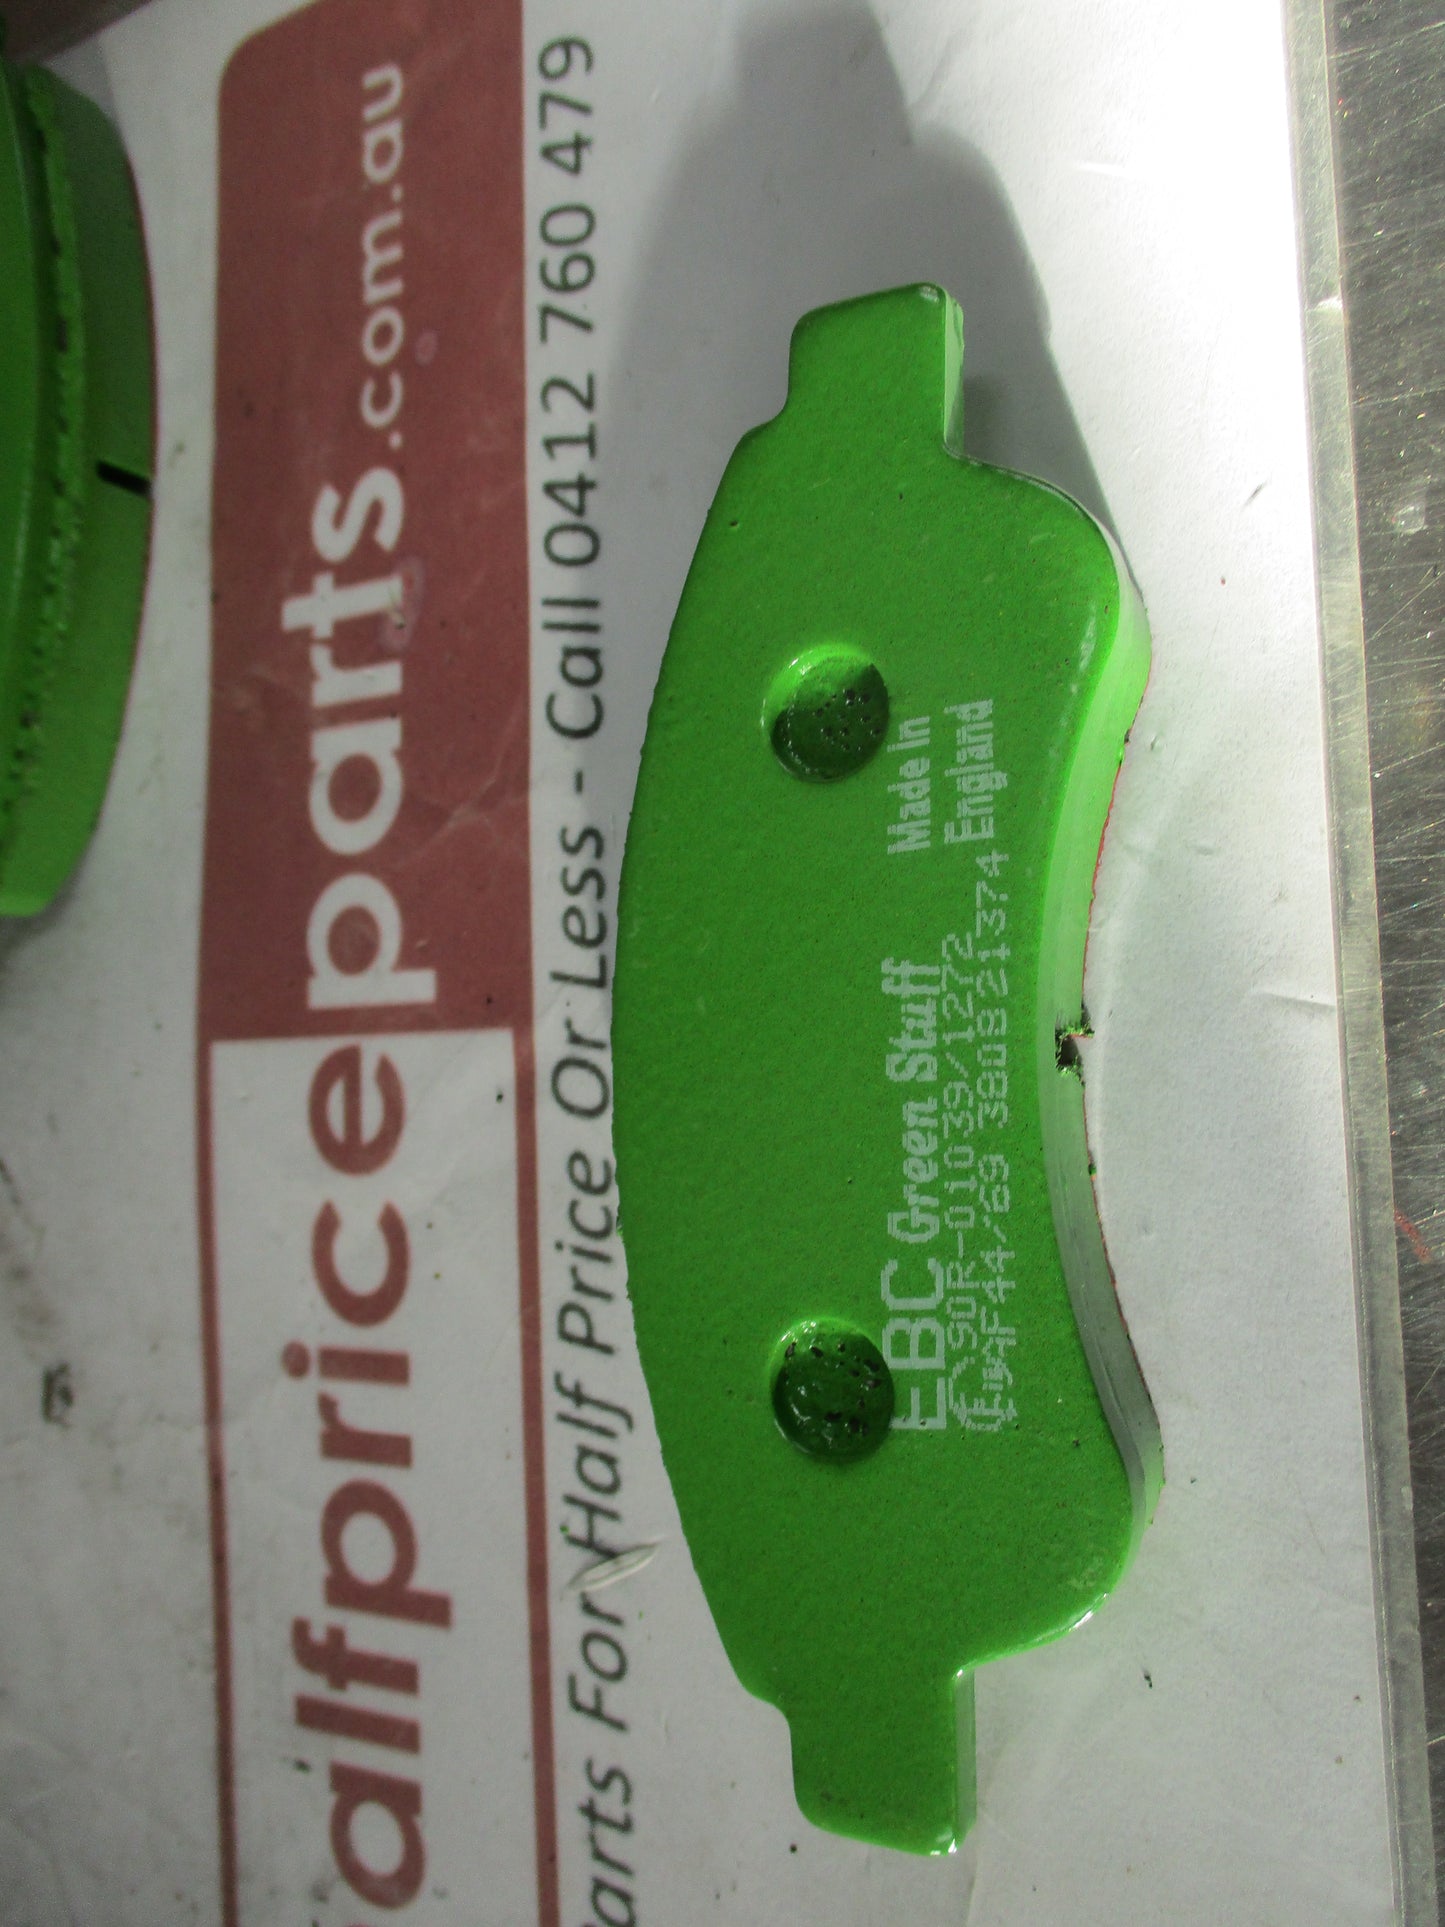 alfpriceparts.com.au
arts For Half Price Or Less - Call 0412 760 479
EBC Green Stuff Made in
90R-01039/1272 England